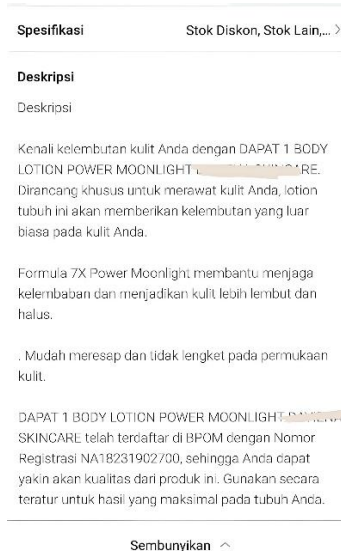 Spesifikasi Stok Diskon, Stok Lain,... >
Deskripsi
Deskripsi
Kenali kelembutan kulit Anda dengan DAPAT 1 BODY
LOTION POWER MOONLIGHT
Dirancang khusus untuk merawat kulit Anda, lotion
tubuh ini akan memberikan kelembutan yang luar
biasa pada kulit Anda.
Formula 7X Power Moonlight membantu menjaga
kelembaban dan menjadikan kulit lebih lembut dan
halus.
. Mudah meresap dan tidak lengket pada permukaan
kulit.
DAPAT 1 BODY LOTION POWER MOONLIGHT
SKINCARE telah terdaftar di BPOM dengan Nomor
Registrasi NA18231902700, sehingga Anda dapat
yakin akan kualitas dari produk ini. Gunakan secara
teratur untuk hasil yang maksimal pada tubuh Anda.
Sembunyikan